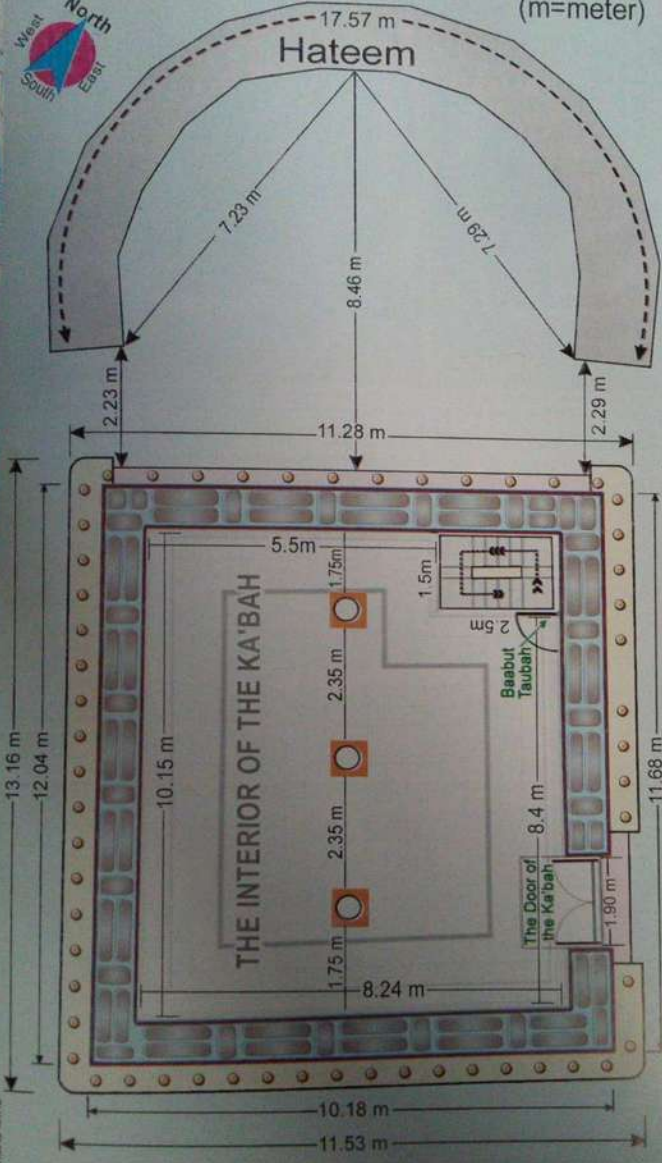 (m=meter)
North
West
East
South
17.57 m
Hateem
7.23 m
7.29 m
8.46 m
2.23 m
2.29 m
11.28 m
5.5m
1.75m
1.5m
2.5m
Baabut
Taubah
THE INTERIOR OF THE KA'BAH
2.35 m
13.16 m
12.04 m
10.15 m
8.4 m
11.68 m
2.35 m
The Door of
the Ka'bah
1.90 m
1.75 m
8.24 m
10.18 m
11.53 m